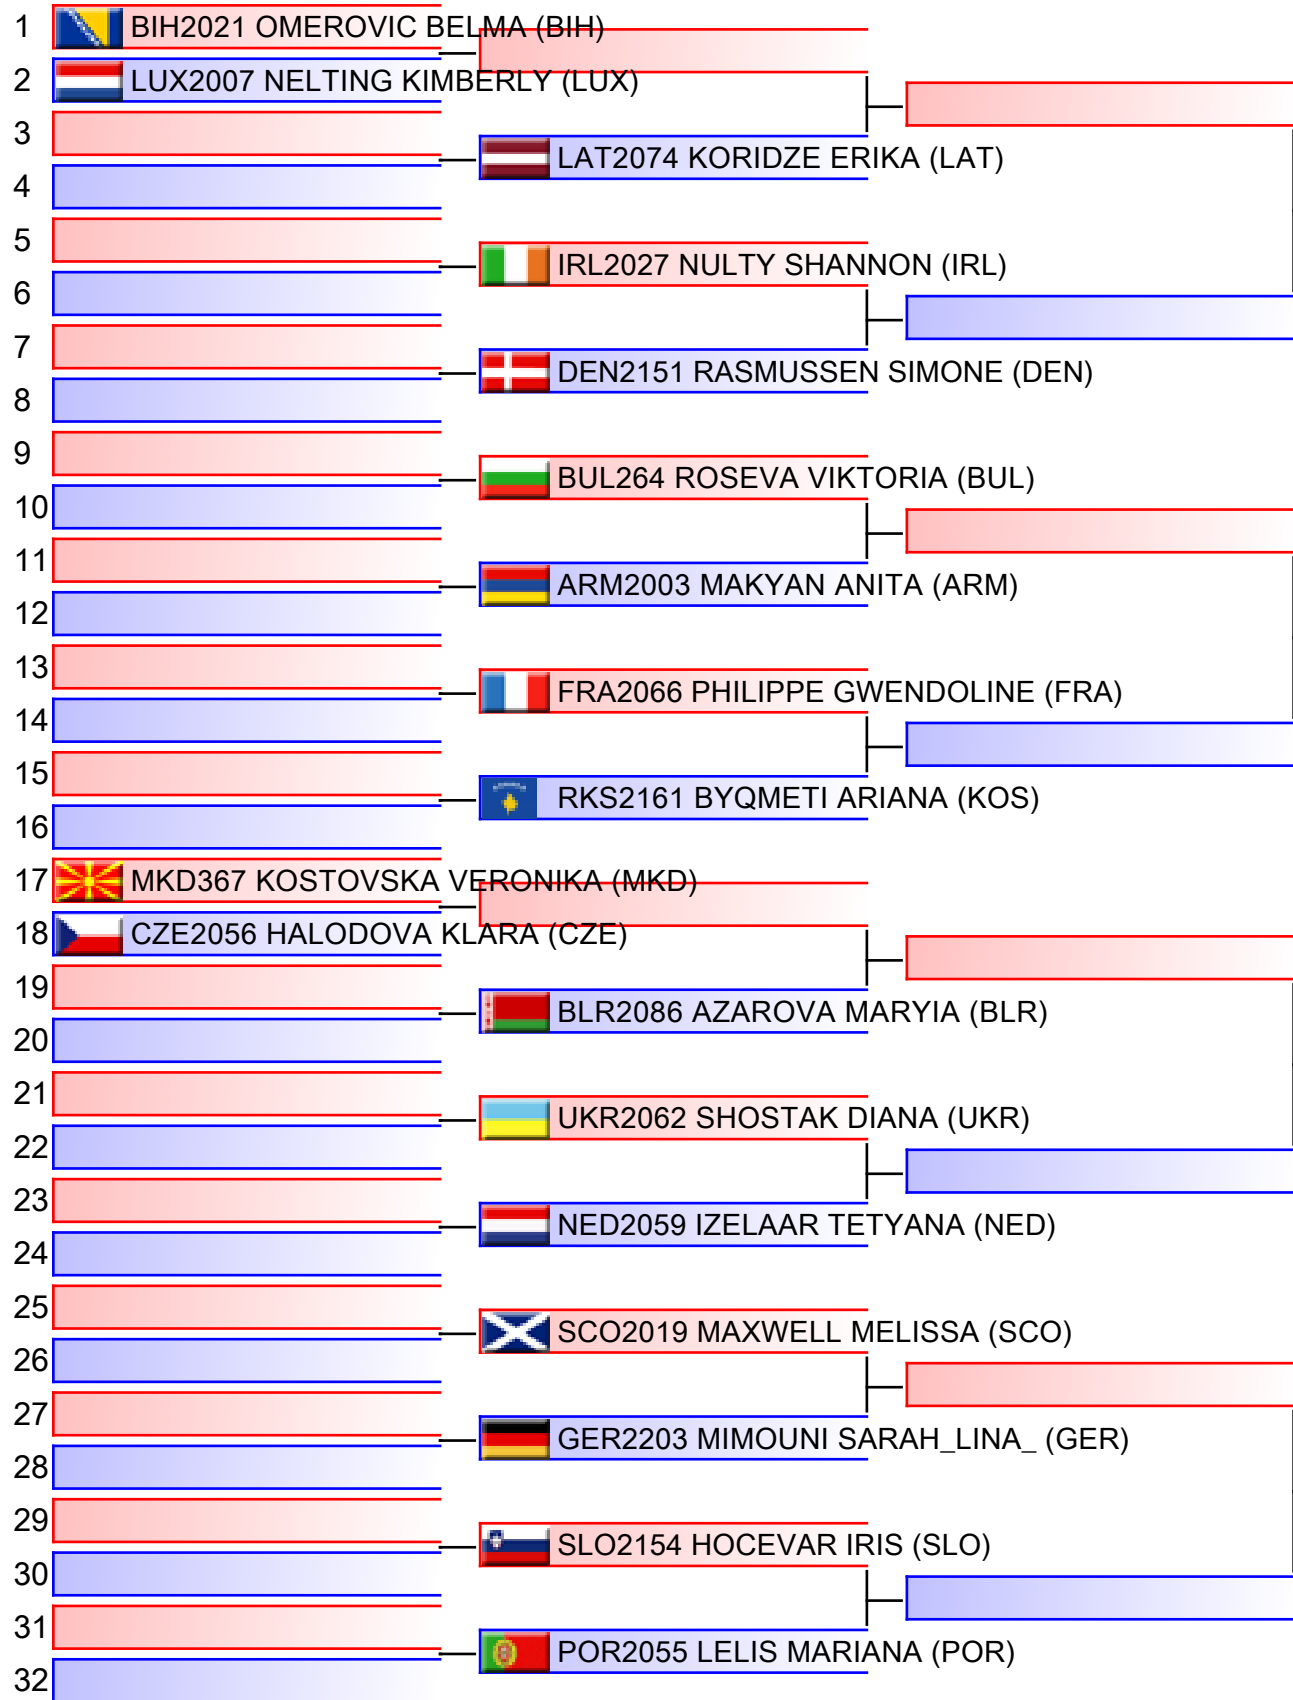 1 BIH2021 OMEROVIC BELMA (BIH)
2 LUX2007 NELTING KIMBERLY (LUX)
3
LAT2074 KORIDZE ERIKA (LAT)
4
5
IRL2027 NULTY SHANNON (IRL)
6
7
DEN2151 RASMUSSEN SIMONE (DEN)
8
9
BUL264 ROSEVA VIKTORIA (BUL)
10
11
ARM2003 MAKYAN ANITA (ARM)
12
13
FRA2066 PHILIPPE GWENDOLINE (FRA)
14
15
RKS2161 BYQMETI ARIANA (KOS)
16
17 MKD367 KOSTOVSKA VERONIKA (MKD)
18 CZE2056 HALODOVA KLARA (CZE)
19
BLR2086 AZAROVA MARYIA (BLR)
20
21
UKR2062 SHOSTAK DIANA (UKR)
22
23
NED2059 IZELAAR TETYANA (NED)
24
25
SCO2019 MAXWELL MELISSA (SCO)
26
27
GER2203 MIMOUNI SARAH_LINA_ (GER)
28
29
SLO2154 HOCEVAR IRIS (SLO)
30
31
POR2055 LELIS MARIANA (POR)
32